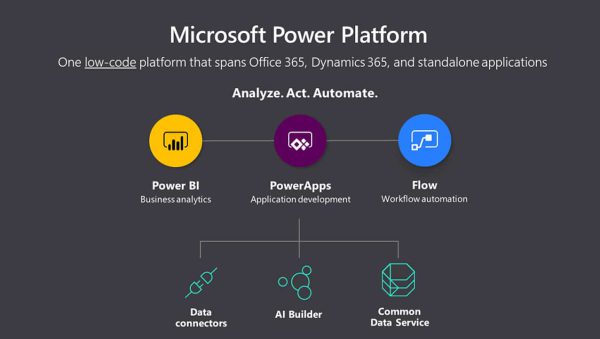 Microsoft Power Platform
One low-code platform that spans Office 365, Dynamics 365, and standalone applications
Analyze. Act. Automate.
Power BI
Business analytics
PowerApps
Application development
Flow
Workflow automation
Data
connectors
AI Builder
Common
Data Service